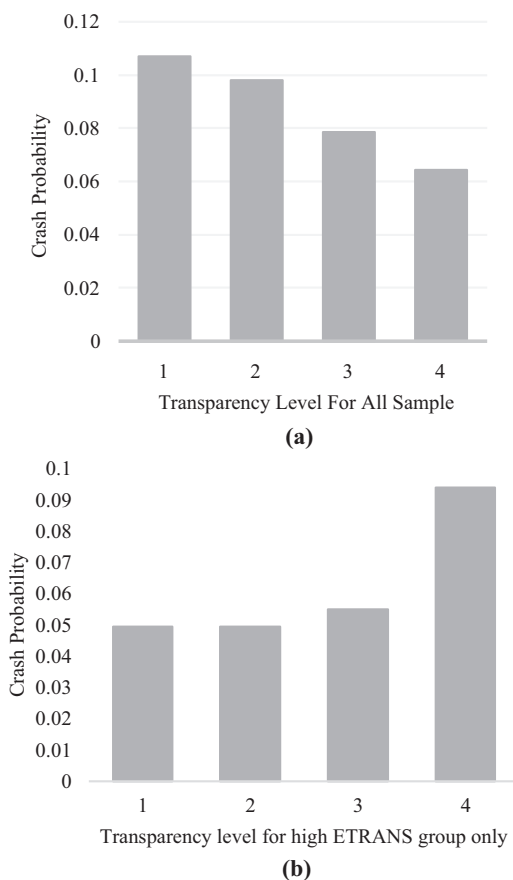 0.12
0.1
0.08
0.06
0.04
0.02
0
Crash Probability
1 2 3 4
Transparency Level For All Sample
(a)
0.1
0.09
0.08
0.07
0.06
0.05
0.04
0.03
0.02
0.01
0
Crash Probability
1 2 3 4
Transparency level for high ETRANS group only
(b)